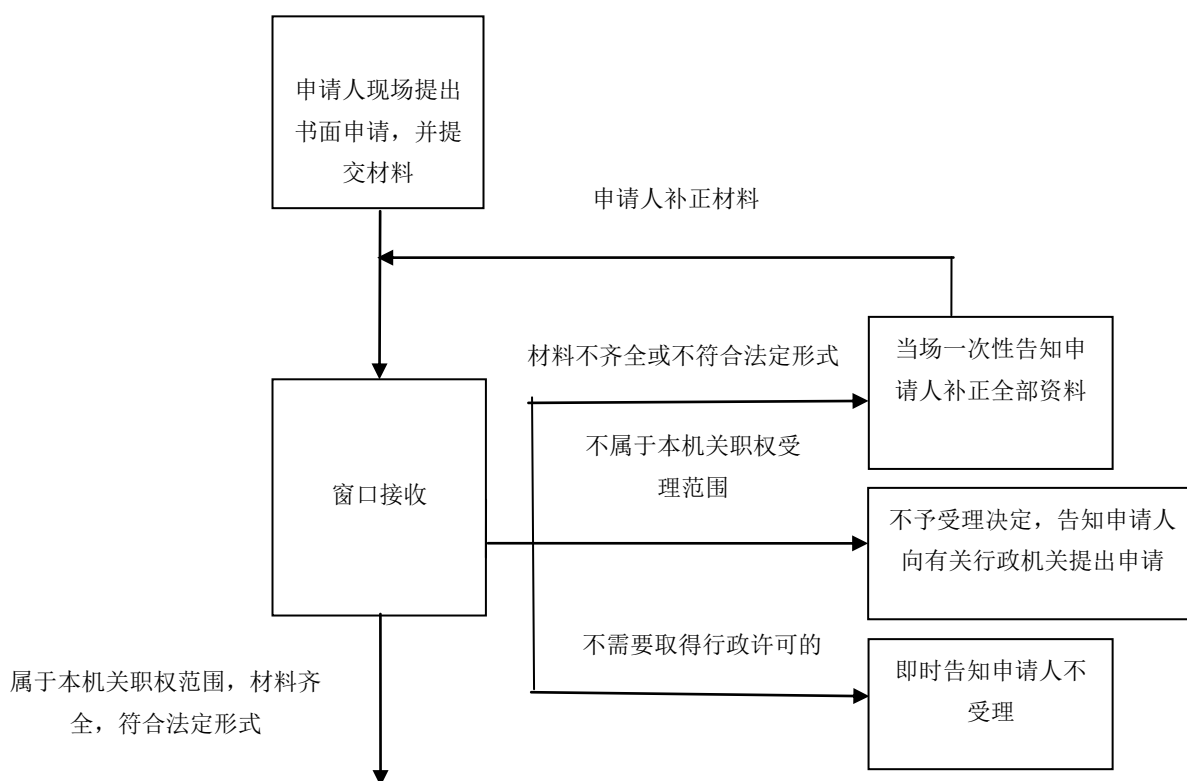 申请人现场提出
书面申请，并提
交材料
申请人补正材料
材料不齐全或不符合法定形式
当场一次性告知申
请人补正全部资料
不属于本机关职权受
理范围
窗口接收
不予受理决定，告知申请人
向有关行政机关提出申请
不需要取得行政许可的
即时告知申请人不
受理
属于本机关职权范围，材料齐
全，符合法定形式